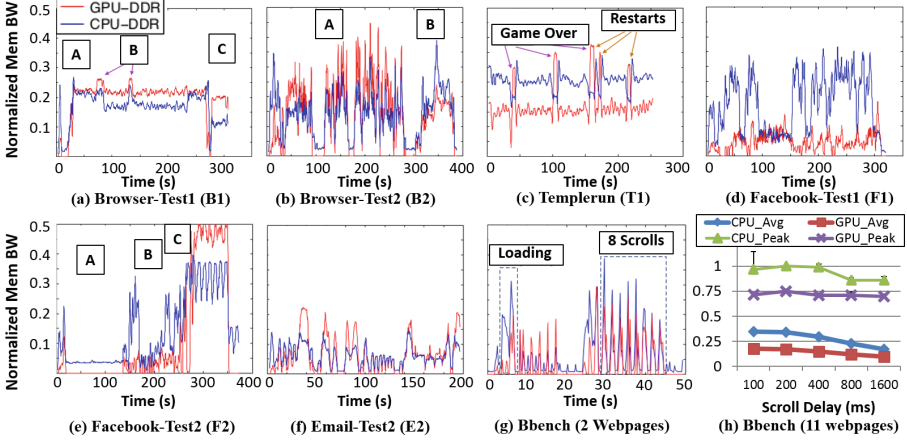 Normalized Mem BW
0.5
0.4
0.3
0.2
0.1
GPU-DDR
CPU-DDR
A
B
C
0
100
200
300
Time (s)
(a) Browser-Test1 (B1)
A
B
0
100
200
300
400
Time (s)
(b) Browser-Test2 (B2)
Game Over
Restarts
0
100
200
300
Time (s)
(c) Templerun (T1)
0
100
200
300
Time (s)
(d) Facebook-Test1 (F1)
Normalized Mem BW
0.5
0.4
0.3
0.2
0.1
A
B
C
0
100
200
300
400
Time (s)
(e) Facebook-Test2 (F2)
0
50
100
150
200
Time (s)
(f) Email-Test2 (E2)
Loading
8 Scrolls
0
10
20
30
40
50
Time (s)
(g) Bbench (2 Webpages)
CPU_Avg
GPU_Avg
CPU_Peak
GPU_Peak
1
0.75
0.5
0.25
0
100
200
400
800
1600
Scroll Delay (ms)
(h) Bbench (11 webpages)